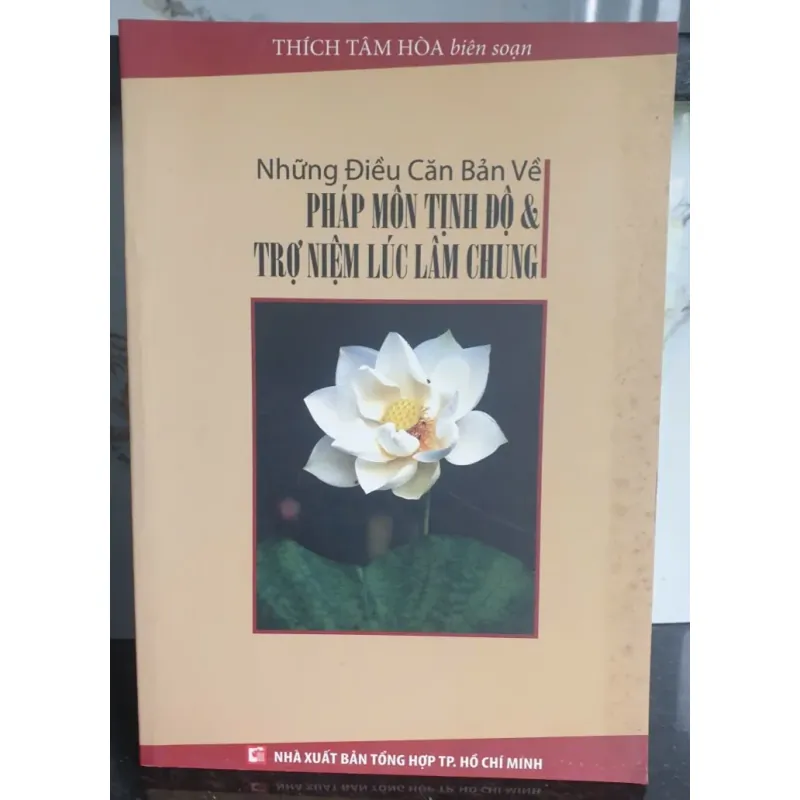 THÍCH TÂM HÒA biên soạn
Những Điều Căn Bản Về
PHÁP MÔN TỊNH ĐỘ &
TRỢ NIỆM LÚC LÂM CHUNG
NHÀ XUẤT BẢN TỔNG HỢP TP. HỒ CHÍ MINH